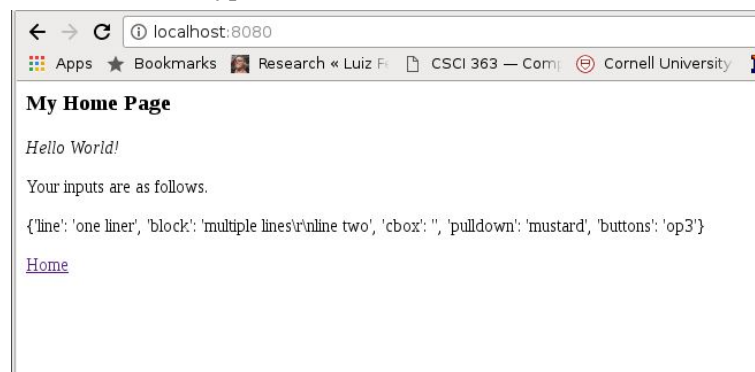 localhost:8080
Apps Bookmarks Research « Luiz CSCI 363 — Com Cornell University
My Home Page
Hello World!
Your inputs are as follows.
{'line': 'one liner', 'block': 'multiple lines\r\nline two', 'cbox': '', 'pulldown': 'mustard', 'buttons': 'op3'}
Home